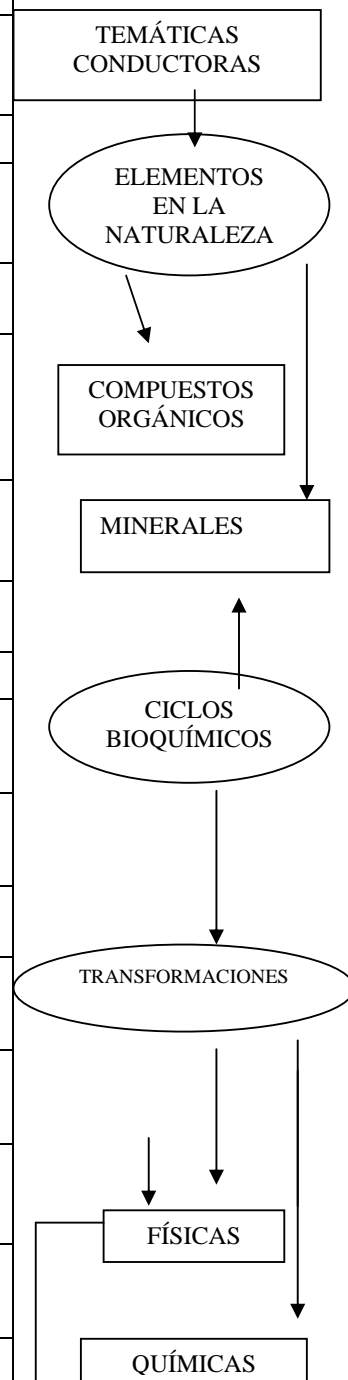 TEMÁTICAS
CONDUCTORAS
ELEMENTOS
EN LA
NATURALEZA
COMPUESTOS
ORGÁNICOS
MINERALES
CICLOS
BIOQUÍMICOS
TRANSFORMACIONES
FÍSICAS
QUÍMICAS